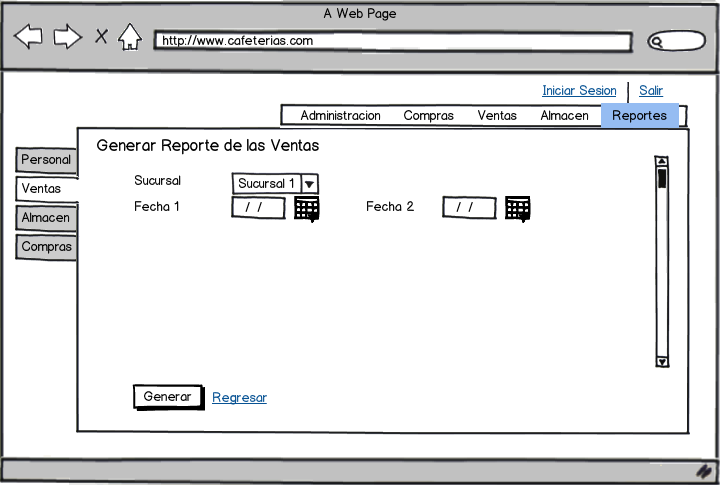 A Web Page
http://www.cafeterias.com
Iniciar Sesion Salir
Administracion Compras Ventas Almacen Reportes
Generar Reporte de las Ventas
Personal
Ventas
Almacen
Compras
Sucursal Sucursal 1
Fecha 1 / / Fecha 2 / /
Generar Regresar